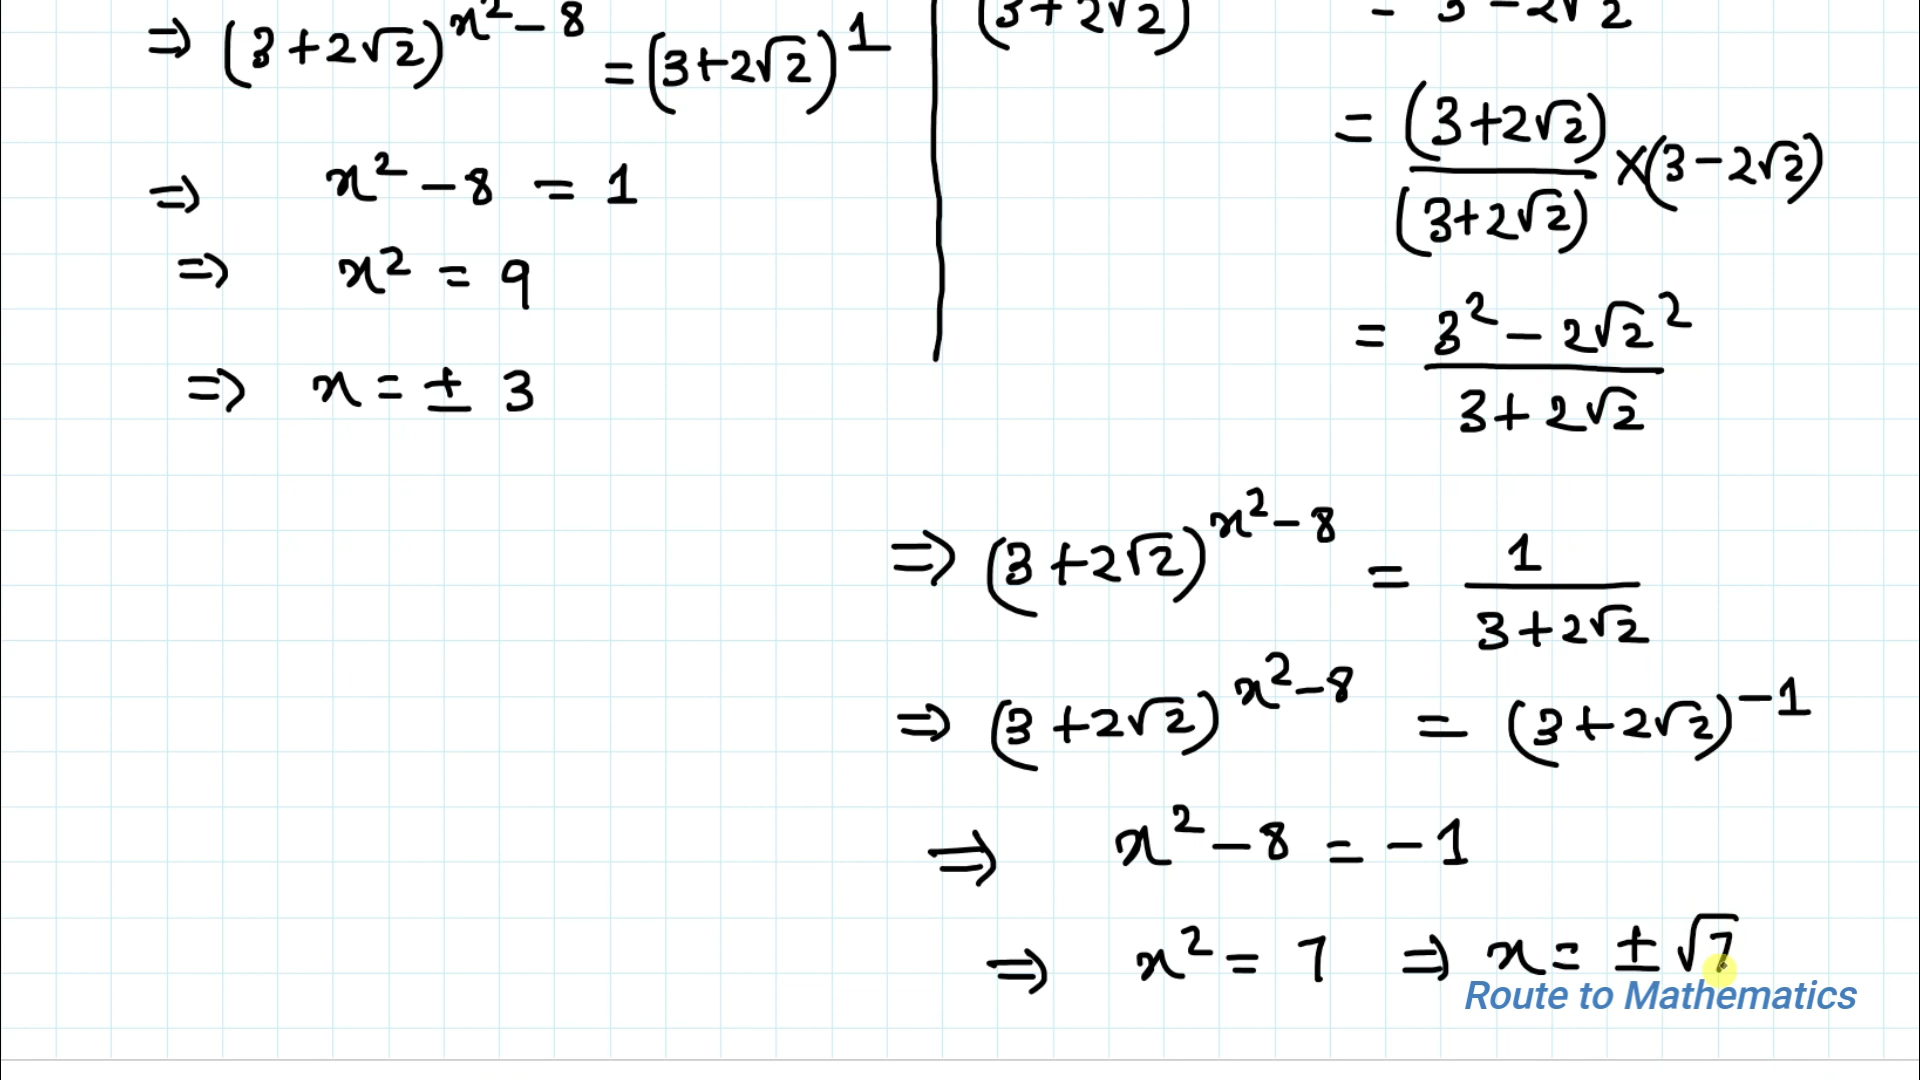 ⇒ (3+2√2)^{x²-8} = (3+2√2)^1
⇒ x² - 8 = 1
⇒ x² = 9
⇒ x = ± 3
(3+2√2) = 3-2√2
= (3+2√2)/(3+2√2) × (3-2√2)
= (3² - 2√2²)/(3+2√2)
⇒ (3+2√2)^{x²-8} = 1/(3+2√2)
⇒ (3+2√2)^{x²-8} = (3+2√2)^{-1}
⇒ x² - 8 = -1
⇒ x² = 7 ⇒ x = ± √7
Route to Mathematics